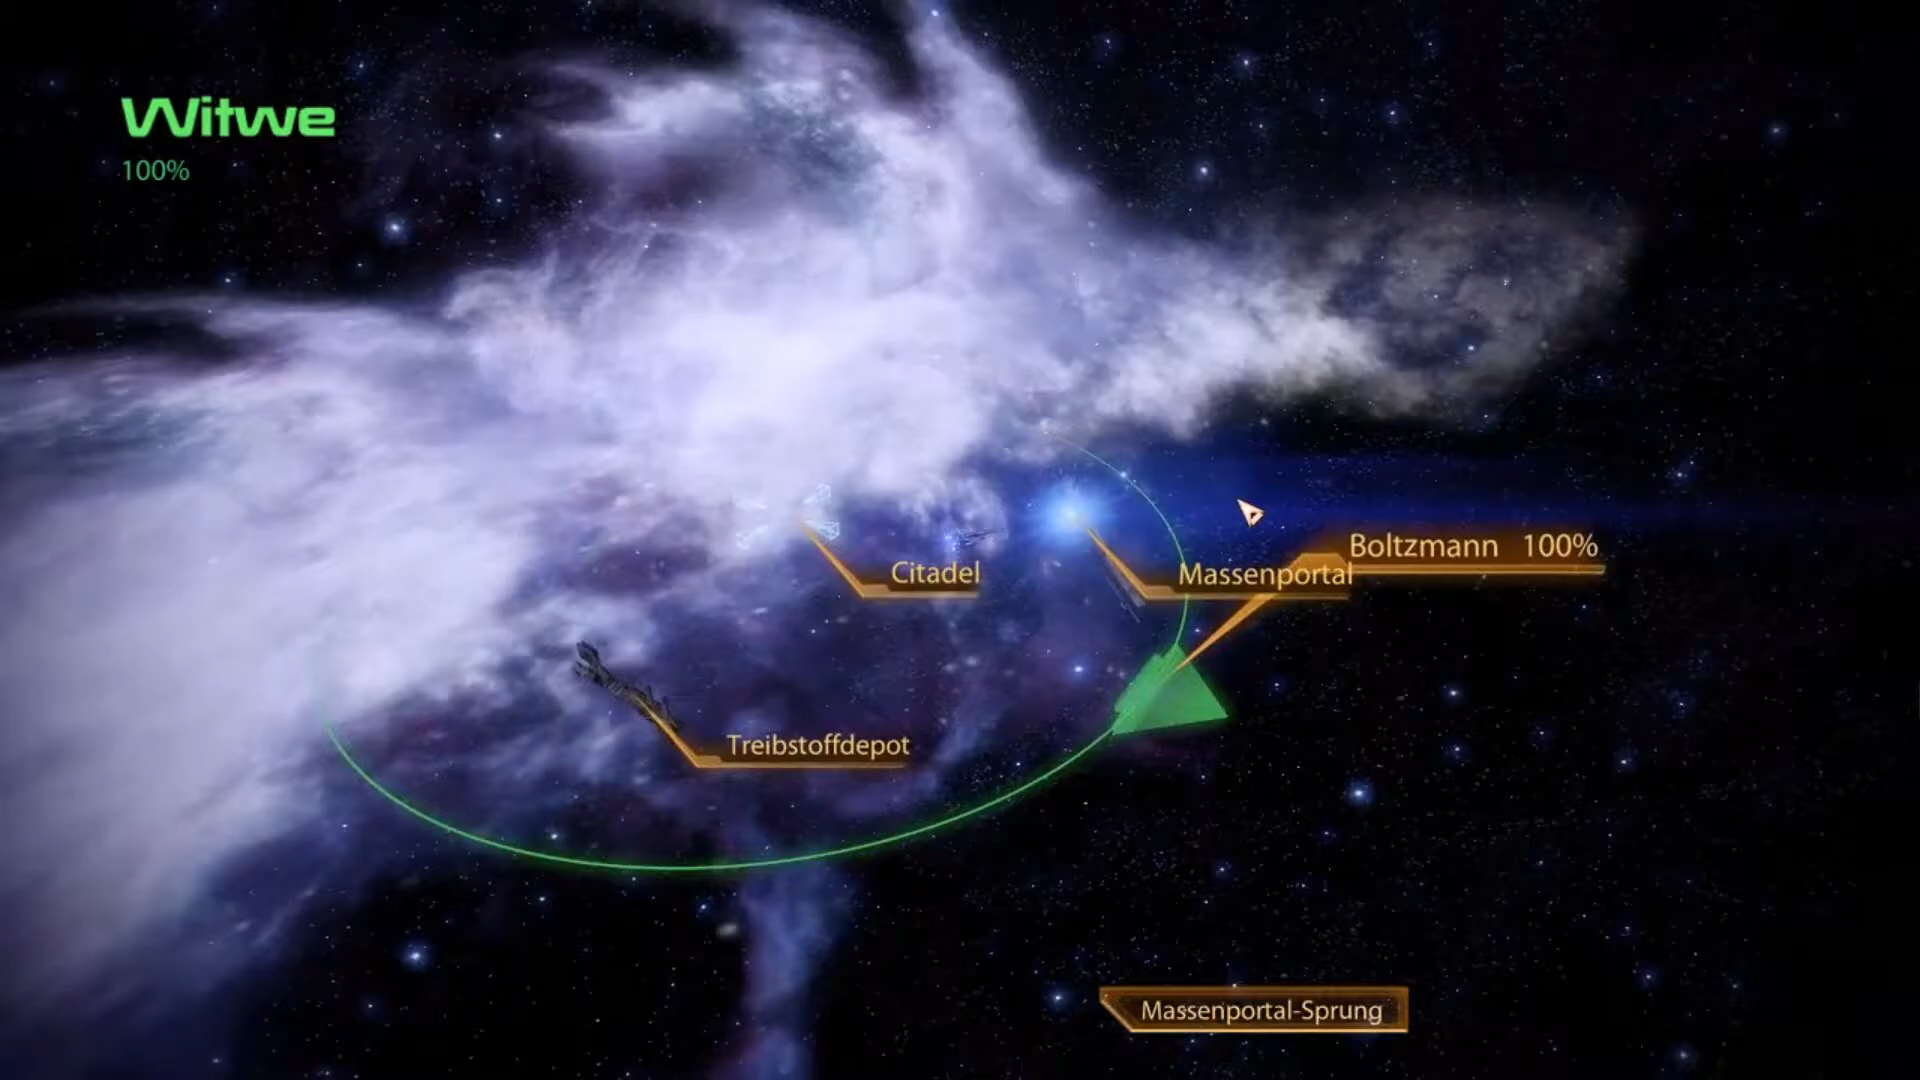 Witwe
100%
Boltzmann 100%
Citadel
Massenportal
Treibstoffdepot
Massenportal-Sprung